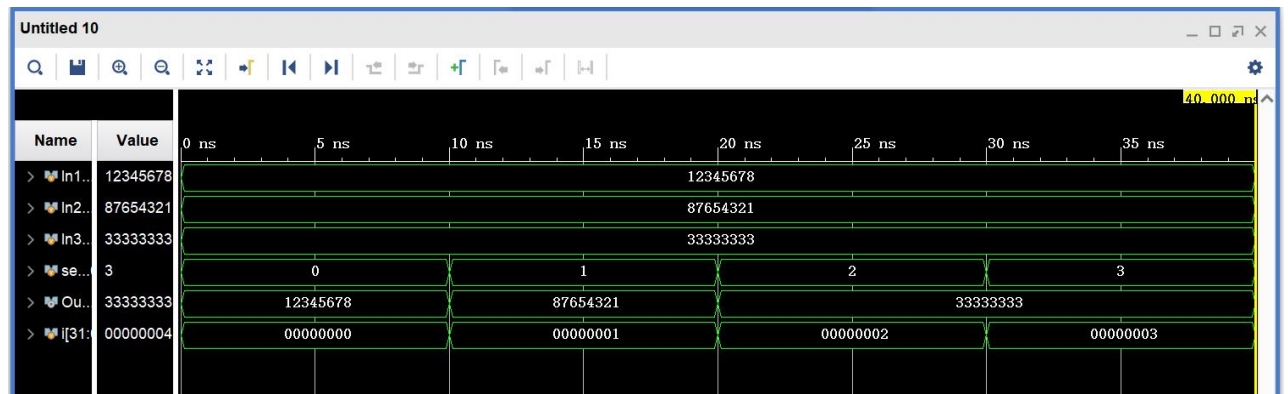 Untitled 10
40.000 ns
Name Value 0 ns 5 ns 10 ns 15 ns 20 ns 25 ns 30 ns 35 ns
In1... 12345678 12345678
In2... 87654321 87654321
In3... 33333333 33333333
se... 3 0 1 2 3
Ou... 33333333 12345678 87654321 33333333
i[31:0 00000004 00000000 00000001 00000002 00000003